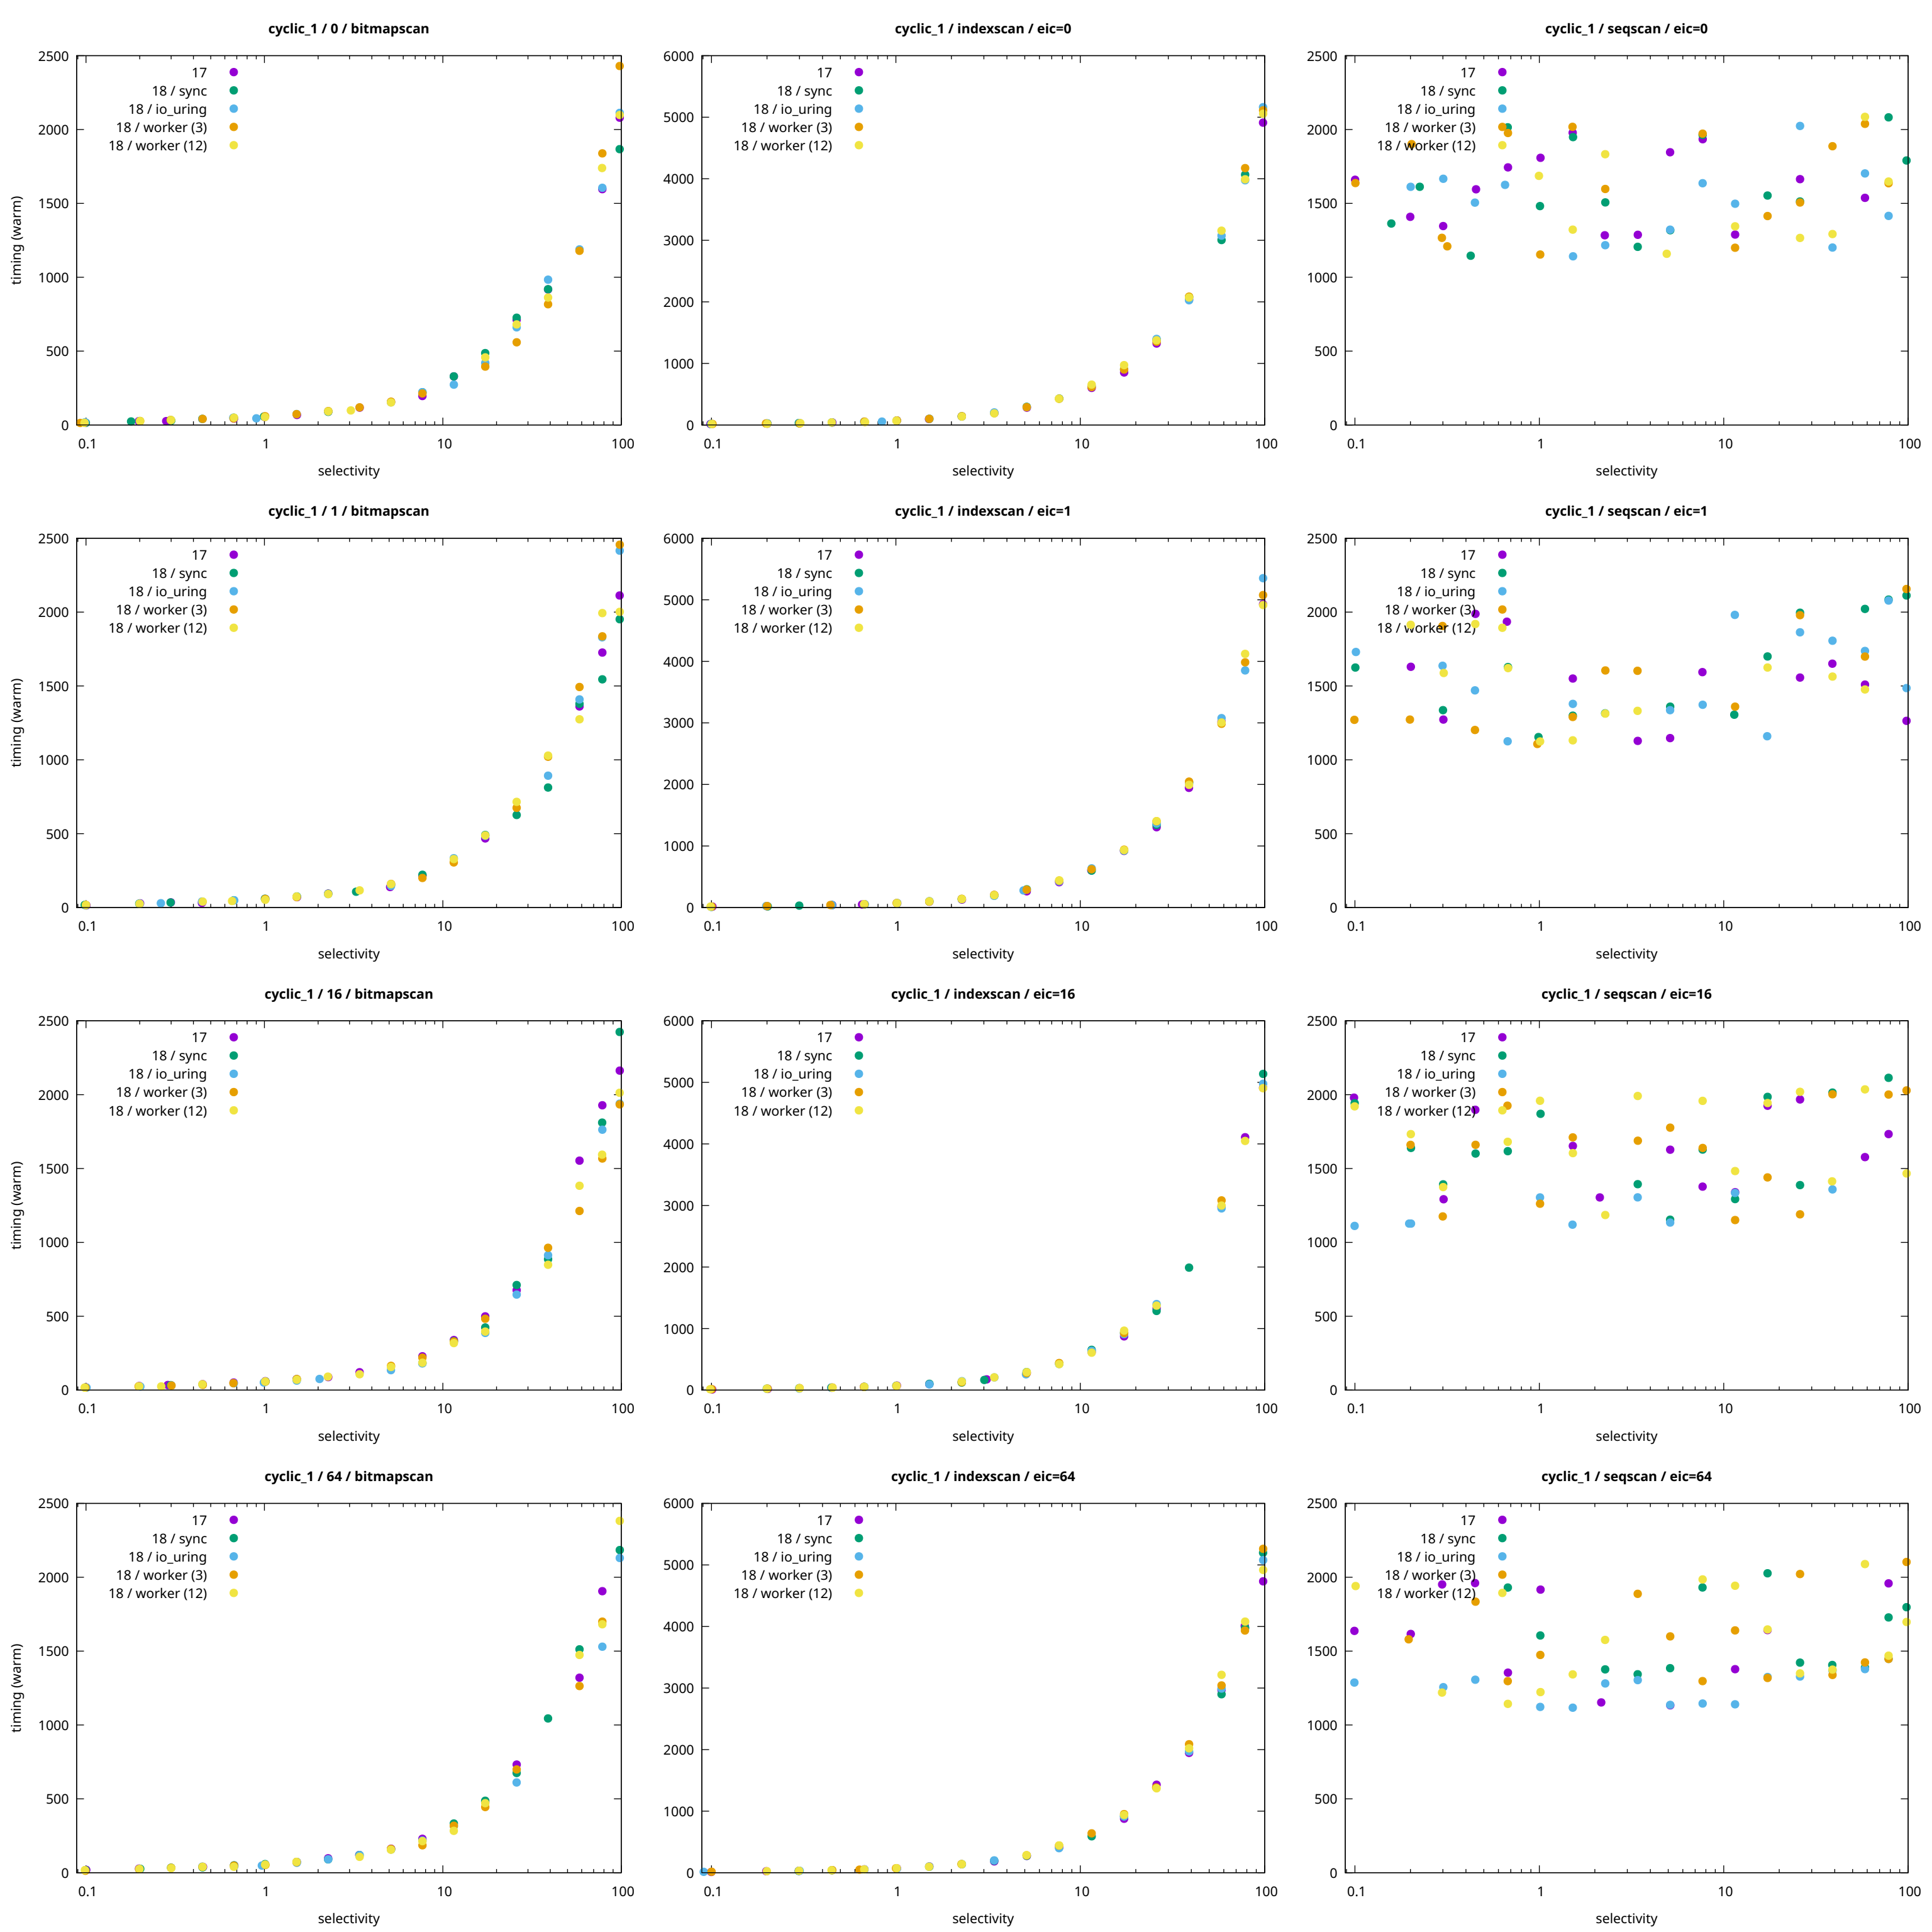 cyclic_1 / 0 / bitmapscan
2500
2000
1500
1000
500
0
timing (warm)
17
18 / sync
18 / io_uring
18 / worker (3)
18 / worker (12)
0.1 1 10 100
selectivity
cyclic_1 / indexscan / eic=0
6000
5000
4000
3000
2000
1000
0
17
18 / sync
18 / io_uring
18 / worker (3)
18 / worker (12)
0.1 1 10 100
selectivity
cyclic_1 / seqscan / eic=0
2500
2000
1500
1000
500
0
17
18 / sync
18 / io_uring
18 / worker (3)
18 / worker (12)
0.1 1 10 100
selectivity
cyclic_1 / 1 / bitmapscan
2500
2000
1500
1000
500
0
timing (warm)
17
18 / sync
18 / io_uring
18 / worker (3)
18 / worker (12)
0.1 1 10 100
selectivity
cyclic_1 / indexscan / eic=1
6000
5000
4000
3000
2000
1000
0
17
18 / sync
18 / io_uring
18 / worker (3)
18 / worker (12)
0.1 1 10 100
selectivity
cyclic_1 / seqscan / eic=1
2500
2000
1500
1000
500
0
17
18 / sync
18 / io_uring
18 / worker (3)
18 / worker (12)
0.1 1 10 100
selectivity
cyclic_1 / 16 / bitmapscan
2500
2000
1500
1000
500
0
timing (warm)
17
18 / sync
18 / io_uring
18 / worker (3)
18 / worker (12)
0.1 1 10 100
selectivity
cyclic_1 / indexscan / eic=16
6000
5000
4000
3000
2000
1000
0
17
18 / sync
18 / io_uring
18 / worker (3)
18 / worker (12)
0.1 1 10 100
selectivity
cyclic_1 / seqscan / eic=16
2500
2000
1500
1000
500
0
17
18 / sync
18 / io_uring
18 / worker (3)
18 / worker (12)
0.1 1 10 100
selectivity
cyclic_1 / 64 / bitmapscan
2500
2000
1500
1000
500
0
timing (warm)
17
18 / sync
18 / io_uring
18 / worker (3)
18 / worker (12)
0.1 1 10 100
selectivity
cyclic_1 / indexscan / eic=64
6000
5000
4000
3000
2000
1000
0
17
18 / sync
18 / io_uring
18 / worker (3)
18 / worker (12)
0.1 1 10 100
selectivity
cyclic_1 / seqscan / eic=64
2500
2000
1500
1000
500
0
17
18 / sync
18 / io_uring
18 / worker (3)
18 / worker (12)
0.1 1 10 100
selectivity